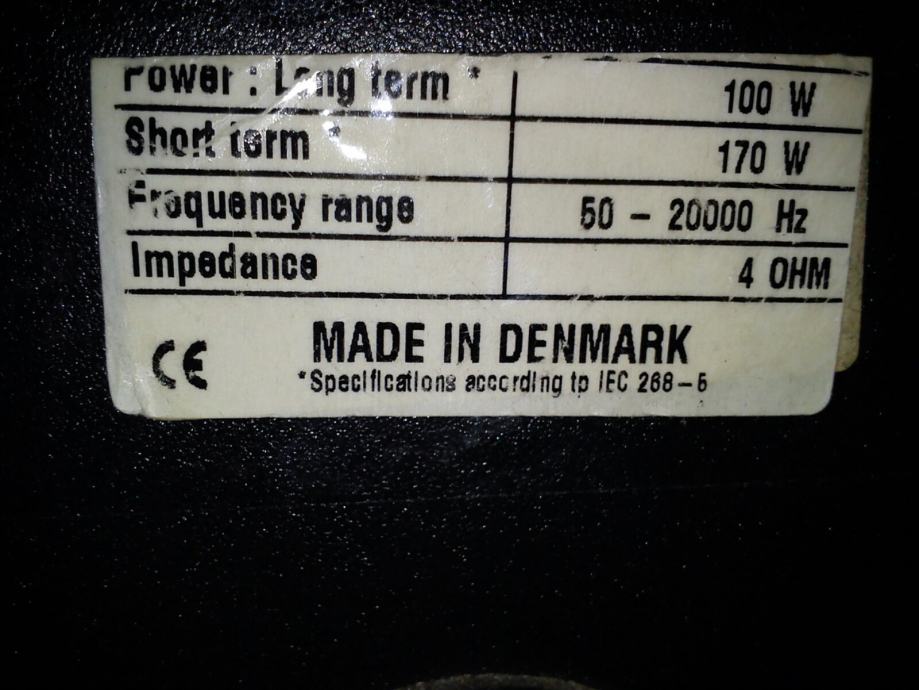 Power : Long term * 100 W
Short term * 170 W
Frequency range 50 – 20000 Hz
Impedance 4 OHM
CE
MADE IN DENMARK
*Specifications according to IEC 268–5